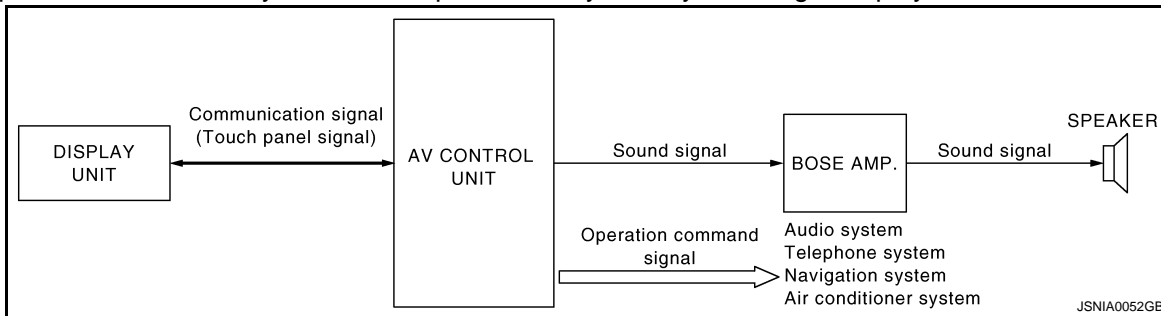 Communication signal
(Touch panel signal)
DISPLAY
UNIT
AV CONTROL
UNIT
Sound signal
BOSE AMP.
Sound signal
SPEAKER
Operation command
signal
Audio system
Telephone system
Navigation system
Air conditioner system
JSNIA0052GB